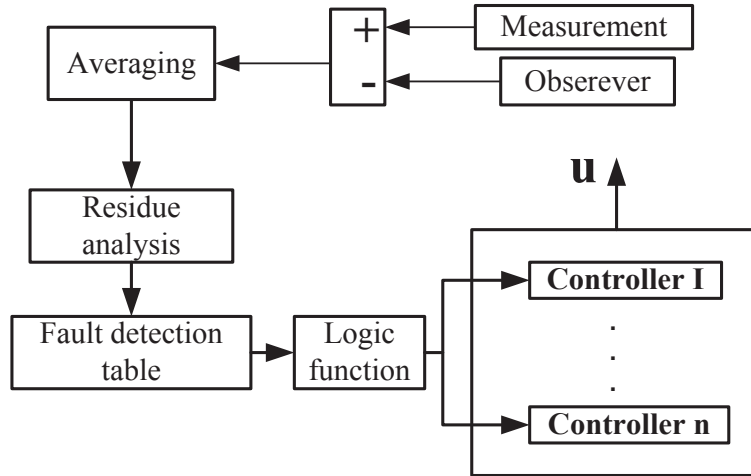 Measurement
+
Averaging
-
Obserever
u
Residue
analysis
Controller I
Fault detection
table
Logic
function
.
.
.
Controller n